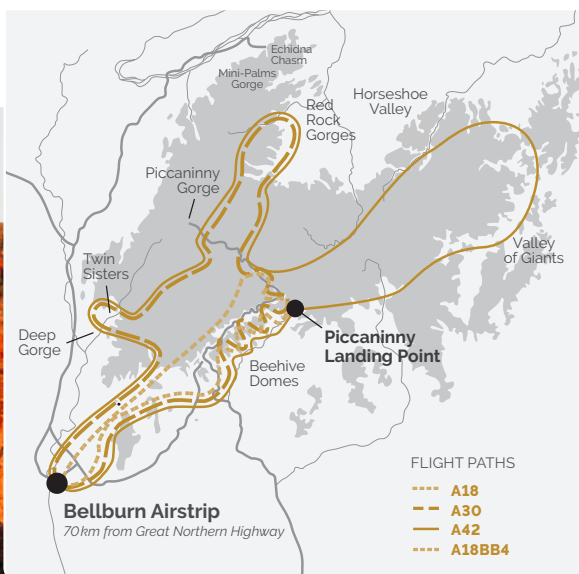 Echidna
Chasm
Mini-Palms
Gorge
Horseshoe
Valley
Red
Rock
Gorges
Piccaninny
Gorge
Valley
of Giants
Twin
Sisters
Deep
Gorge
Piccaninny
Landing Point
Beehive
Domes
Bellburn Airstrip
70km from Great Northern Highway
FLIGHT PATHS
A18
A30
A42
A18BB4